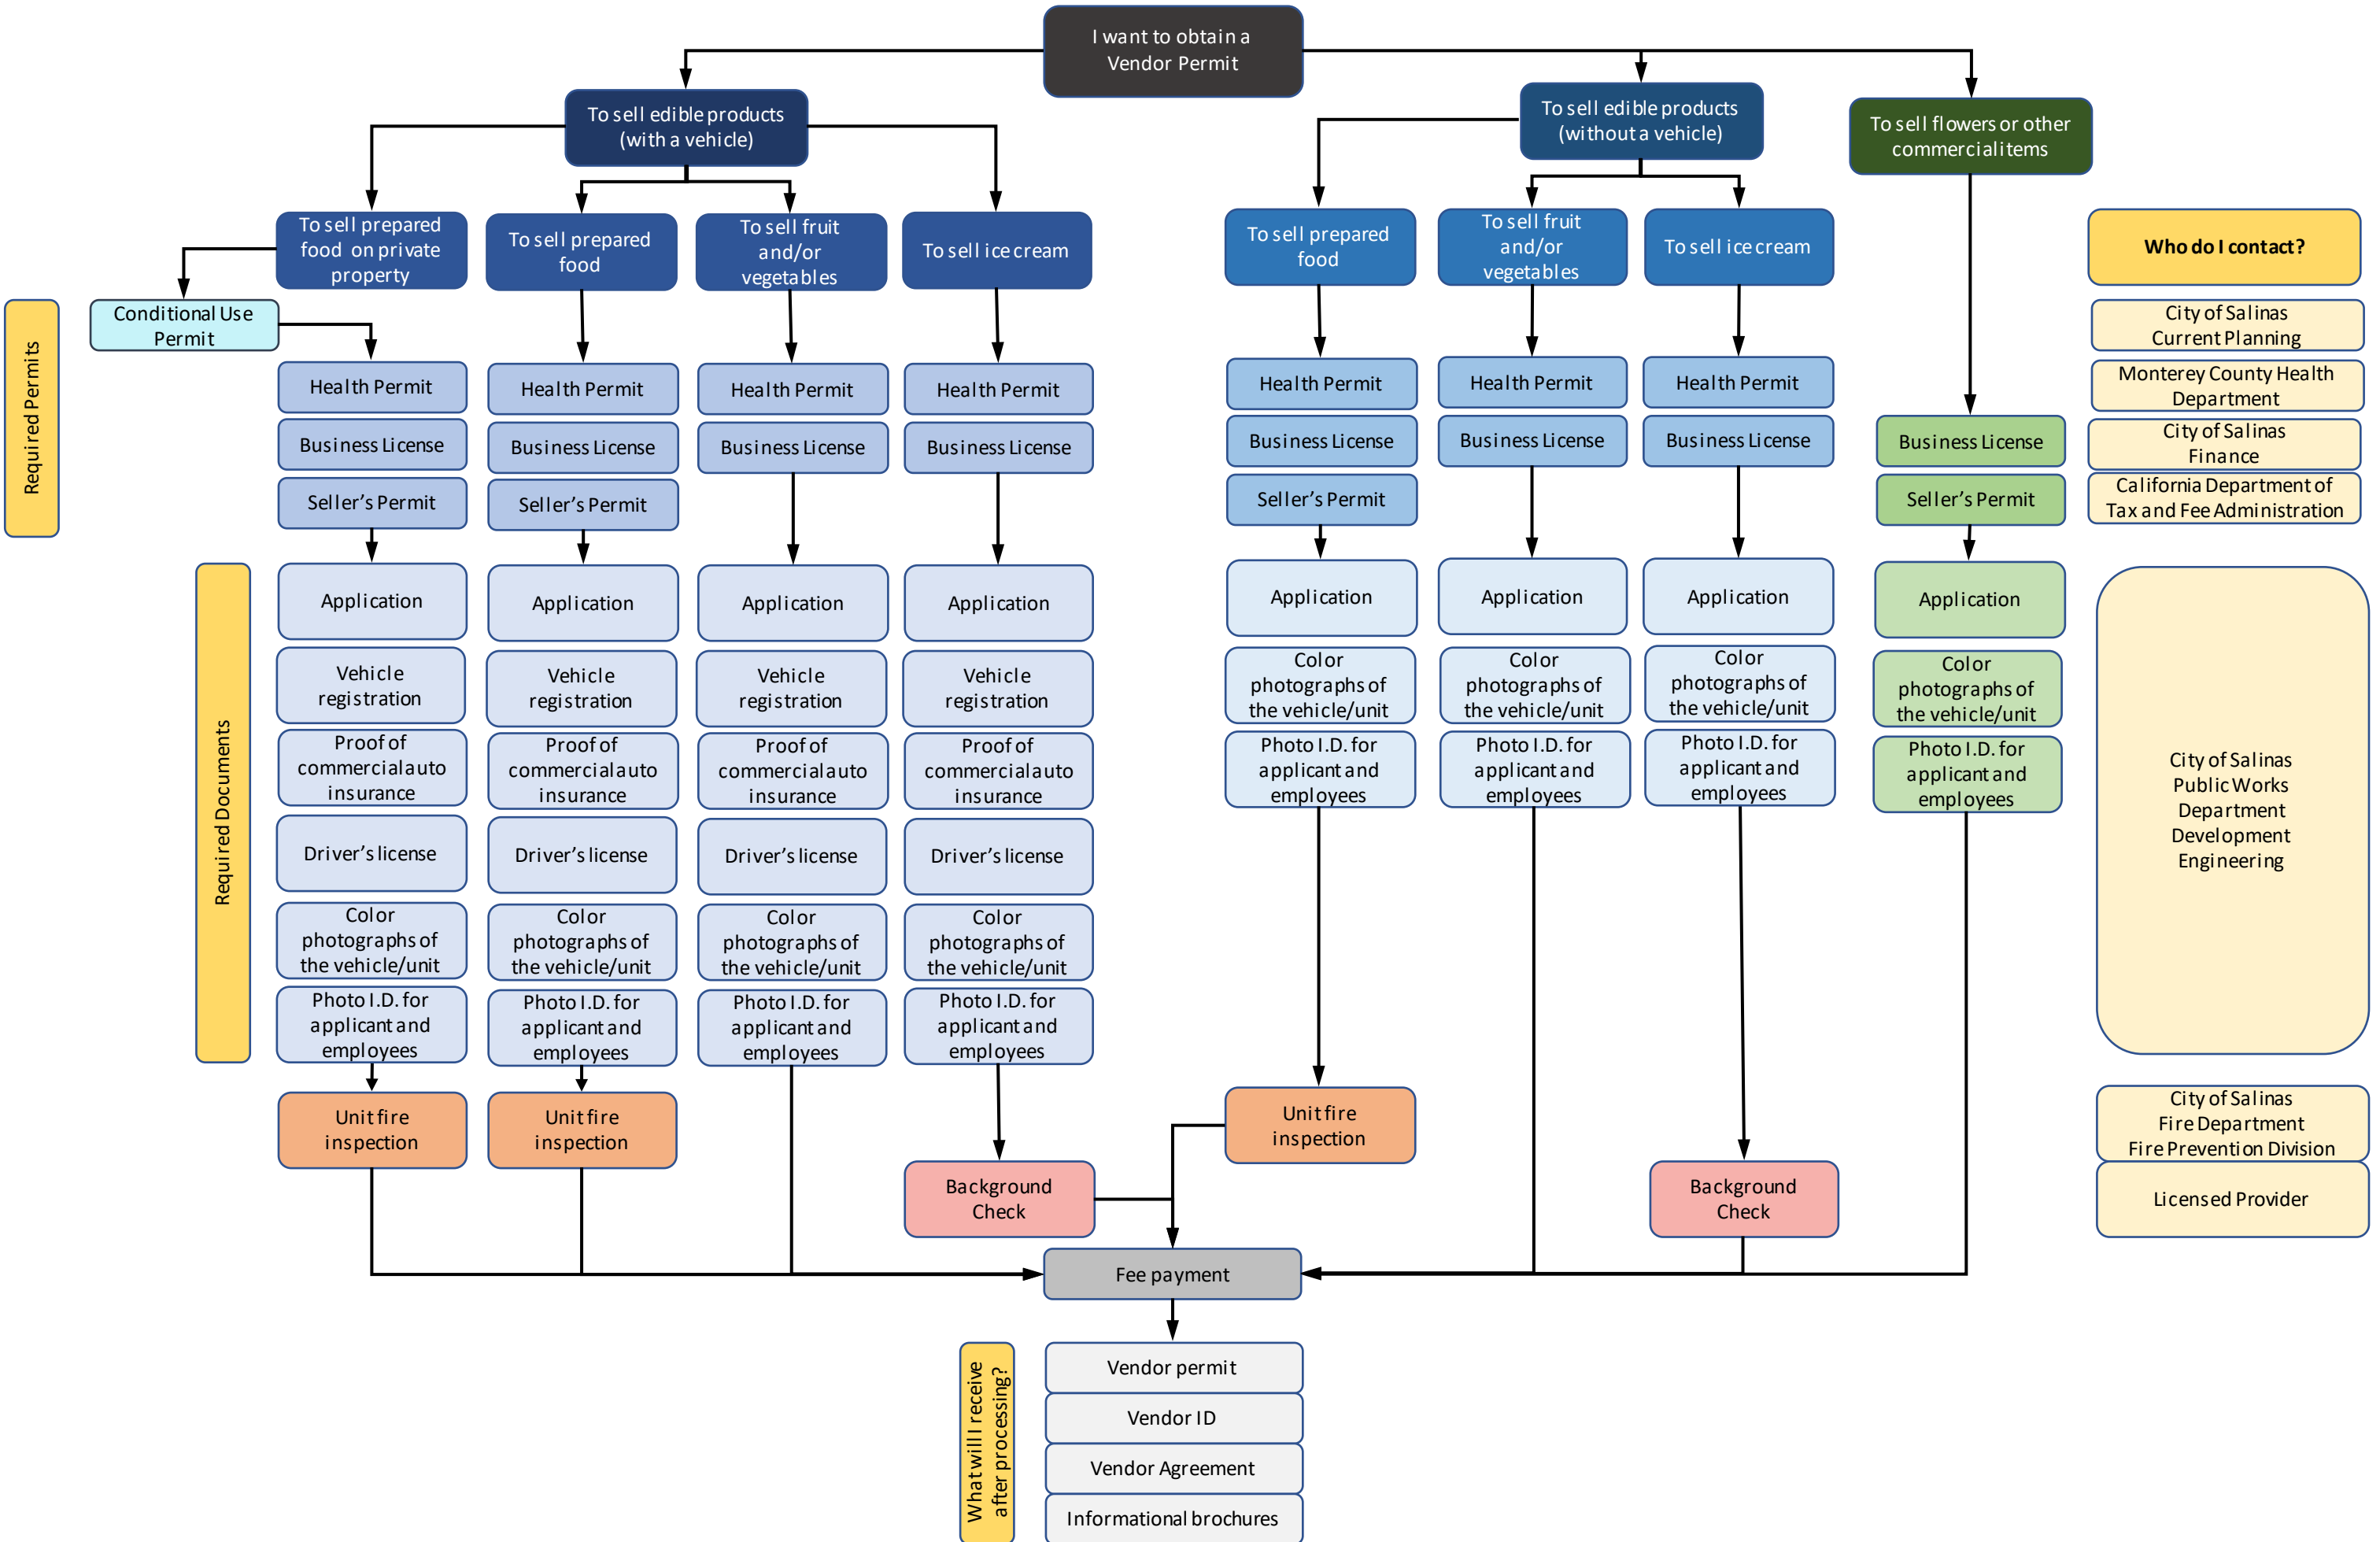 I want to obtain a
Vendor Permit
To sell edible products
(with a vehicle)
To sell edible products
(without a vehicle)
To sell flowers or other
commercial items
To sell prepared
food on private
property
To sell prepared
food
To sell fruit
and/or
vegetables
To sell ice cream
To sell prepared
food
To sell fruit
and/or
vegetables
To sell ice cream
Who do I contact?
Required Permits
Conditional Use
Permit
City of Salinas
Current Planning
Health Permit
Health Permit
Health Permit
Health Permit
Health Permit
Health Permit
Health Permit
Monterey County Health
Department
Business License
Business License
Business License
Business License
Business License
Business License
Business License
Business License
City of Salinas
Finance
Seller's Permit
Seller's Permit
Seller's Permit
Seller's Permit
California Department of
Tax and Fee Administration
Required Documents
Application
Application
Application
Application
Application
Application
Application
Application
Vehicle
registration
Vehicle
registration
Vehicle
registration
Vehicle
registration
Color
photographs of
the vehicle/unit
Color
photographs of
the vehicle/unit
Color
photographs of
the vehicle/unit
Color
photographs of
the vehicle/unit
Proof of
commercial auto
insurance
Proof of
commercial auto
insurance
Proof of
commercial auto
insurance
Proof of
commercial auto
insurance
Photo I.D. for
applicant and
employees
Photo I.D. for
applicant and
employees
Photo I.D. for
applicant and
employees
Photo I.D. for
applicant and
employees
City of Salinas
Public Works
Department
Development
Engineering
Driver's license
Driver's license
Driver's license
Driver's license
Color
photographs of
the vehicle/unit
Color
photographs of
the vehicle/unit
Color
photographs of
the vehicle/unit
Color
photographs of
the vehicle/unit
Photo I.D. for
applicant and
employees
Photo I.D. for
applicant and
employees
Photo I.D. for
applicant and
employees
Photo I.D. for
applicant and
employees
Unit fire
inspection
Unit fire
inspection
Unit fire
inspection
City of Salinas
Fire Department
Fire Prevention Division
Background
Check
Background
Check
Licensed Provider
Fee payment
What will I receive
after processing?
Vendor permit
Vendor ID
Vendor Agreement
Informational brochures